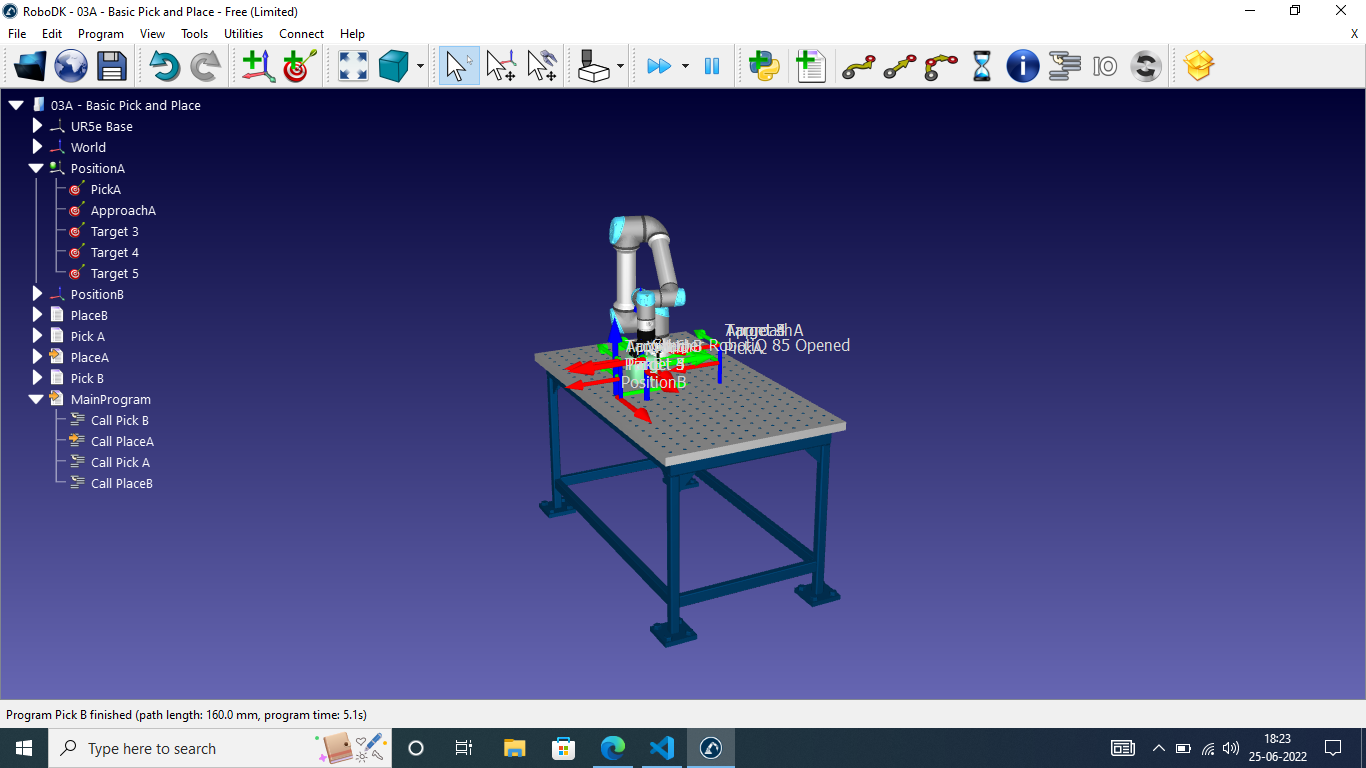 RoboDK - 03A - Basic Pick and Place - Free (Limited)
File Edit Program View Tools Utilities Connect Help X
IO
03A - Basic Pick and Place
UR5e Base
World
PositionA
PickA
ApproachA
Target 3
Target 4
Target 5
PositionB
PlaceB
Pick A
PlaceA
Pick B
MainProgram
Call Pick B
Call PlaceA
Call Pick A
Call PlaceB
85 Opened
PositionB
Program Pick B finished (path length: 160.0 mm, program time: 5.1s)
Type here to search
18:23
25-06-2022